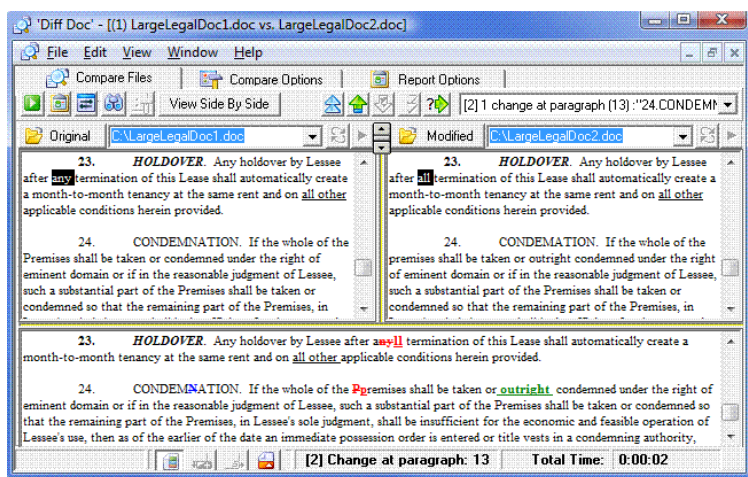 'Diff Doc' - [(1) LargeLegalDoc1.doc vs. LargeLegalDoc2.doc]
File Edit View Window Help
Compare Files Compare Options Report Options
View Side By Side [2] 1 change at paragraph (13) :"24.CONDEMN
Original C:\LargeLegalDoc1.doc Modified C:\LargeLegalDoc2.doc
23. HOLDOVER. Any holdover by Lessee
after any termination of this Lease shall automatically create
a month-to-month tenancy at the same rent and on all other
applicable conditions herein provided.
24. CONDEMNATION. If the whole of the
Premises shall be taken or condemned under the right of
eminent domain or if in the reasonable judgment of Lessee,
such a substantial part of the Premises shall be taken or
condemned so that the remaining part of the Premises, in
23. HOLDOVER. Any holdover by Lessee
after all termination of this Lease shall automatically create a
month-to-month tenancy at the same rent and on all other
applicable conditions herein provided.
24. CONDEMATION. If the whole of the
premises shall be taken or outright condemned under the right
of eminent domain or if in the reasonable judgment of Lessee,
such a substantial part of the Premises shall be taken or
condemned so that the remaining part of the Premises, in
23. HOLDOVER. Any holdover by Lessee after anyll termination of this Lease shall automatically create a
month-to-month tenancy at the same rent and on all other applicable conditions herein provided.
24. CONDEMNATION. If the whole of the Ppremises shall be taken or outright condemned under the right of
eminent domain or if in the reasonable judgment of Lessee, such a substantial part of the Premises shall be taken or condemned so
that the remaining part of the Premises, in Lessee's sole judgment, shall be insufficient for the economic and feasible operation of
Lessee's use, then as of the earlier of the date an immediate possession order is entered or title vests in a condemning authority,
[2] Change at paragraph: 13 Total Time: 0:00:02